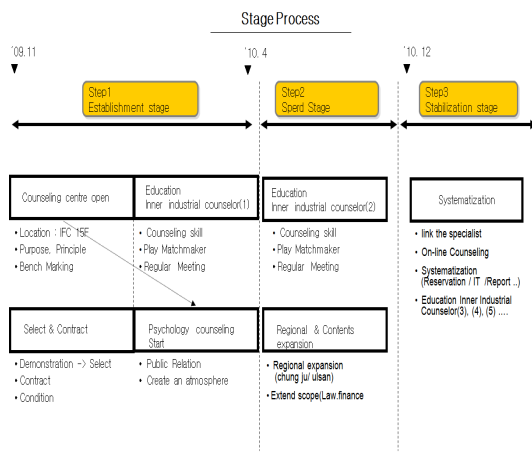 Stage Process
'09.11
'10. 4
'10. 12
Step1
Establishment stage
Step2
Sperd Stage
Step3
Stabilization stage
Counseling centre open
Education
Inner industrial counselor(1)
Education
Inner industrial counselor(2)
Systematization
• Location : IFC 15F
• Purpose, Principle
• Bench Marking
• Counseling skill
• Play Matchmaker
• Regular Meeting
• Counseling skill
• Play Matchmaker
• Regular Meeting
• link the specialist
• On-line Counseling
• Systematization
(Reservation / IT /Report ..)
• Education Inner Industrial
Counselor(3), (4), (5) ....
Select & Contract
Psychology counseling
Start
Regional & Contents
expansion
• Demonstration -> Select
• Contract
• Condition
• Public Relation
• Create an atmosphere
• Regional expansion
(chung ju/ ulsan)
• Extend scope(Law.finance